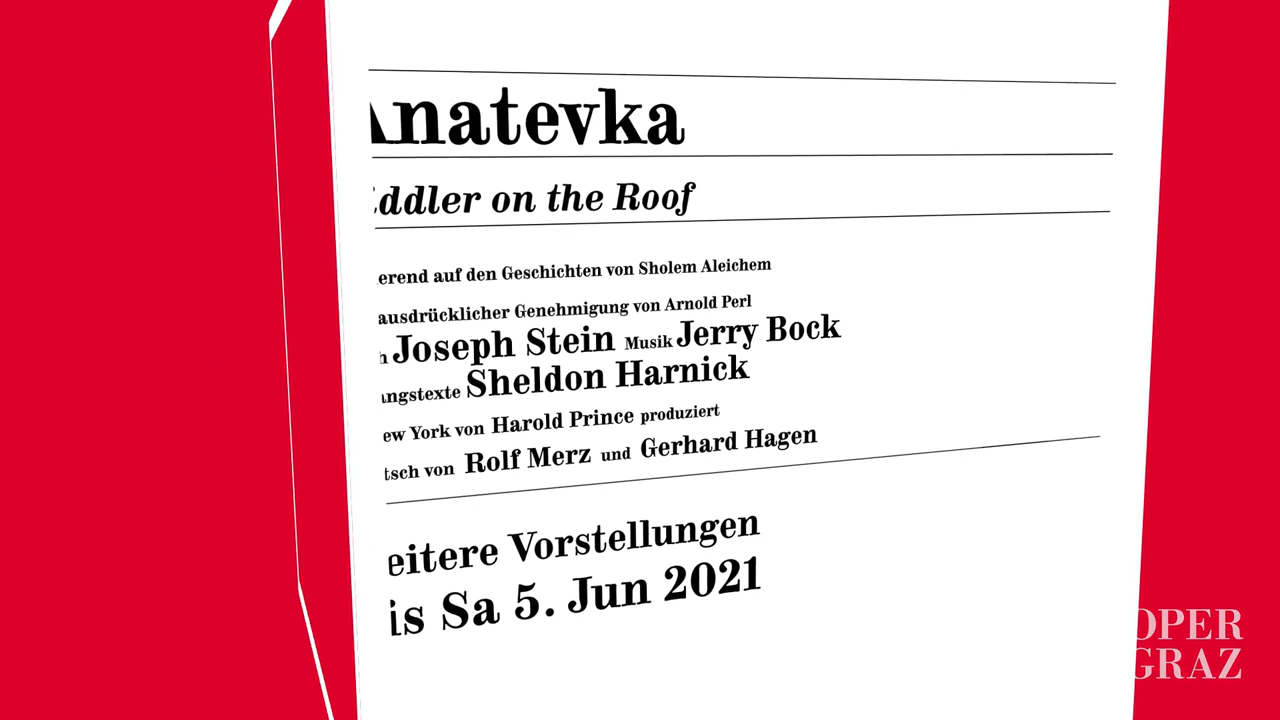 Anatevka
ddler on the Roof
erend auf den Geschichten von Sholem Aleichem
ausdrücklicher Genehmigung von Arnold Perl
h Joseph Stein Musik Jerry Bock
ngstexte Sheldon Harnick
ew York von Harold Prince produziert
tsch von Rolf Merz und Gerhard Hagen
eitere Vorstellungen
is Sa 5. Jun 2021
OPER
GRAZ